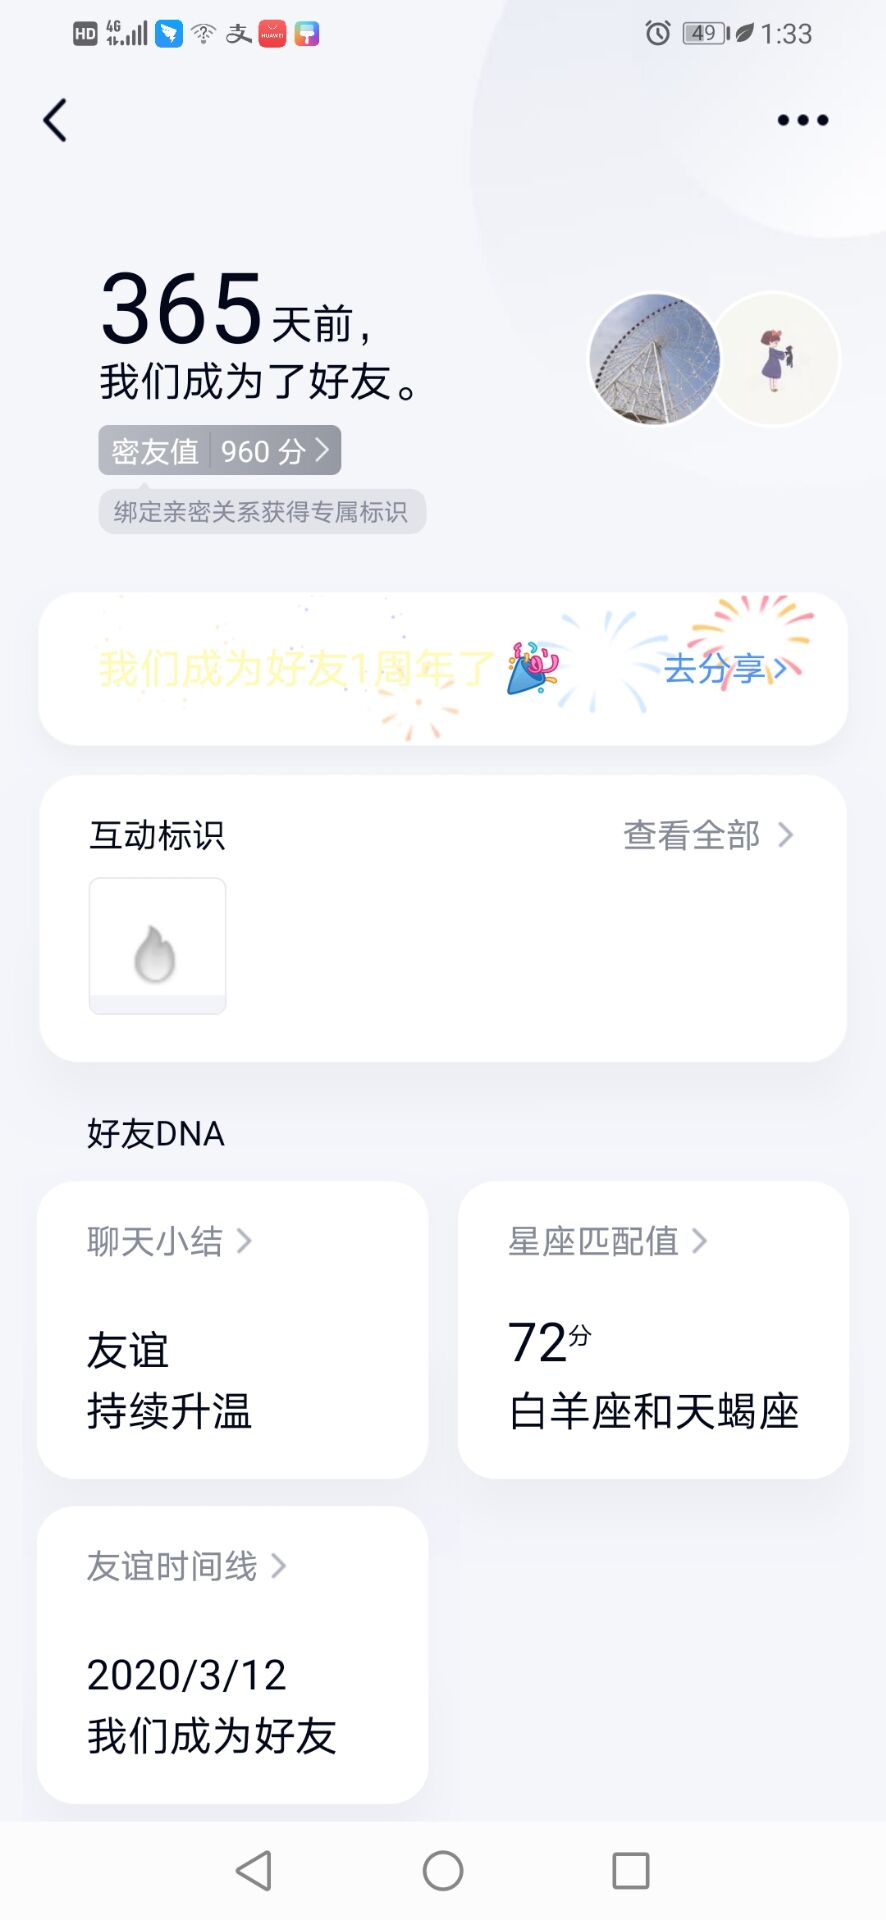 HD 4G 支 HUAWEI 49 1:33
365天前，
我们成为了好友。
密友值 960 分
绑定亲密关系获得专属标识
我们成为好友1周年了 去分享
互动标识 查看全部
好友DNA
聊天小结 星座匹配值
友谊 72分
持续升温 白羊座和天蝎座
友谊时间线
2020/3/12
我们成为好友